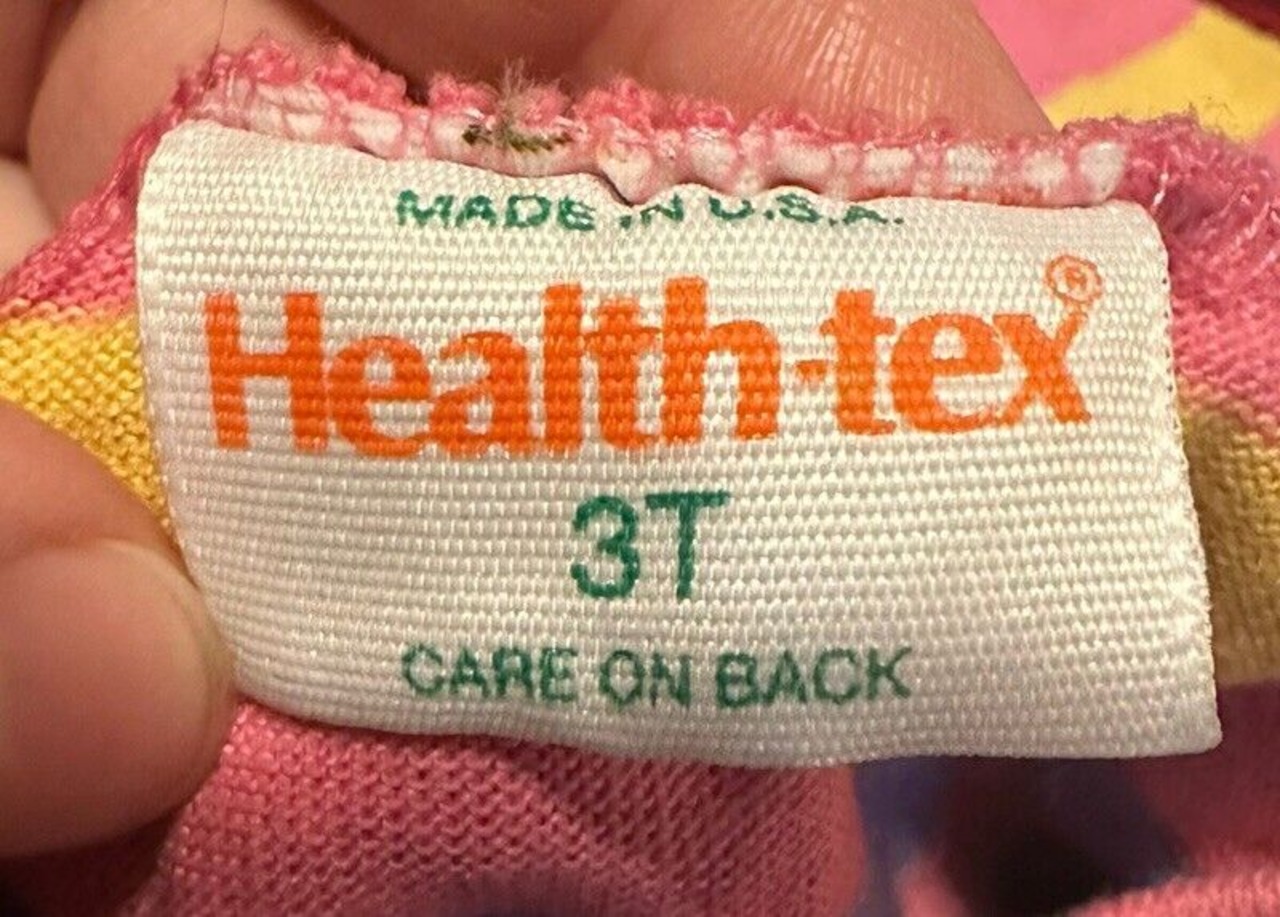 MADE IN U.S.A.
Health-tex®
3T
CARE ON BACK